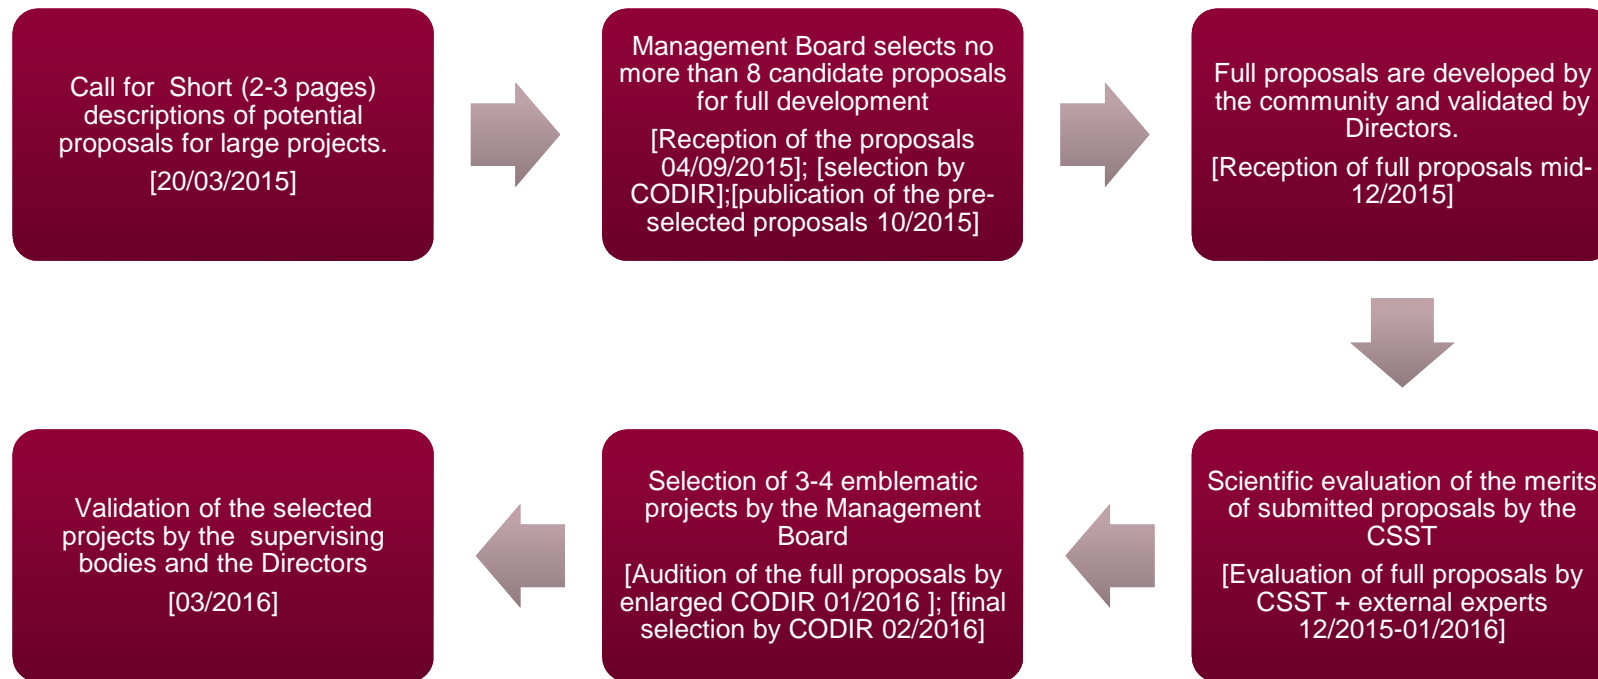 Call for Short (2-3 pages)
descriptions of potential
proposals for large projects.
[20/03/2015]
Management Board selects no
more than 8 candidate proposals
for full development
[Reception of the proposals
04/09/2015]; [selection by
CODIR];[publication of the pre-
selected proposals 10/2015]
Full proposals are developed by
the community and validated by
Directors.
[Reception of full proposals mid-
12/2015]
Scientific evaluation of the merits
of submitted proposals by the
CSST
[Evaluation of full proposals by
CSST + external experts
12/2015-01/2016]
Selection of 3-4 emblematic
projects by the Management
Board
[Audition of the full proposals by
enlarged CODIR 01/2016 ]; [final
selection by CODIR 02/2016]
Validation of the selected
projects by the supervising
bodies and the Directors
[03/2016]